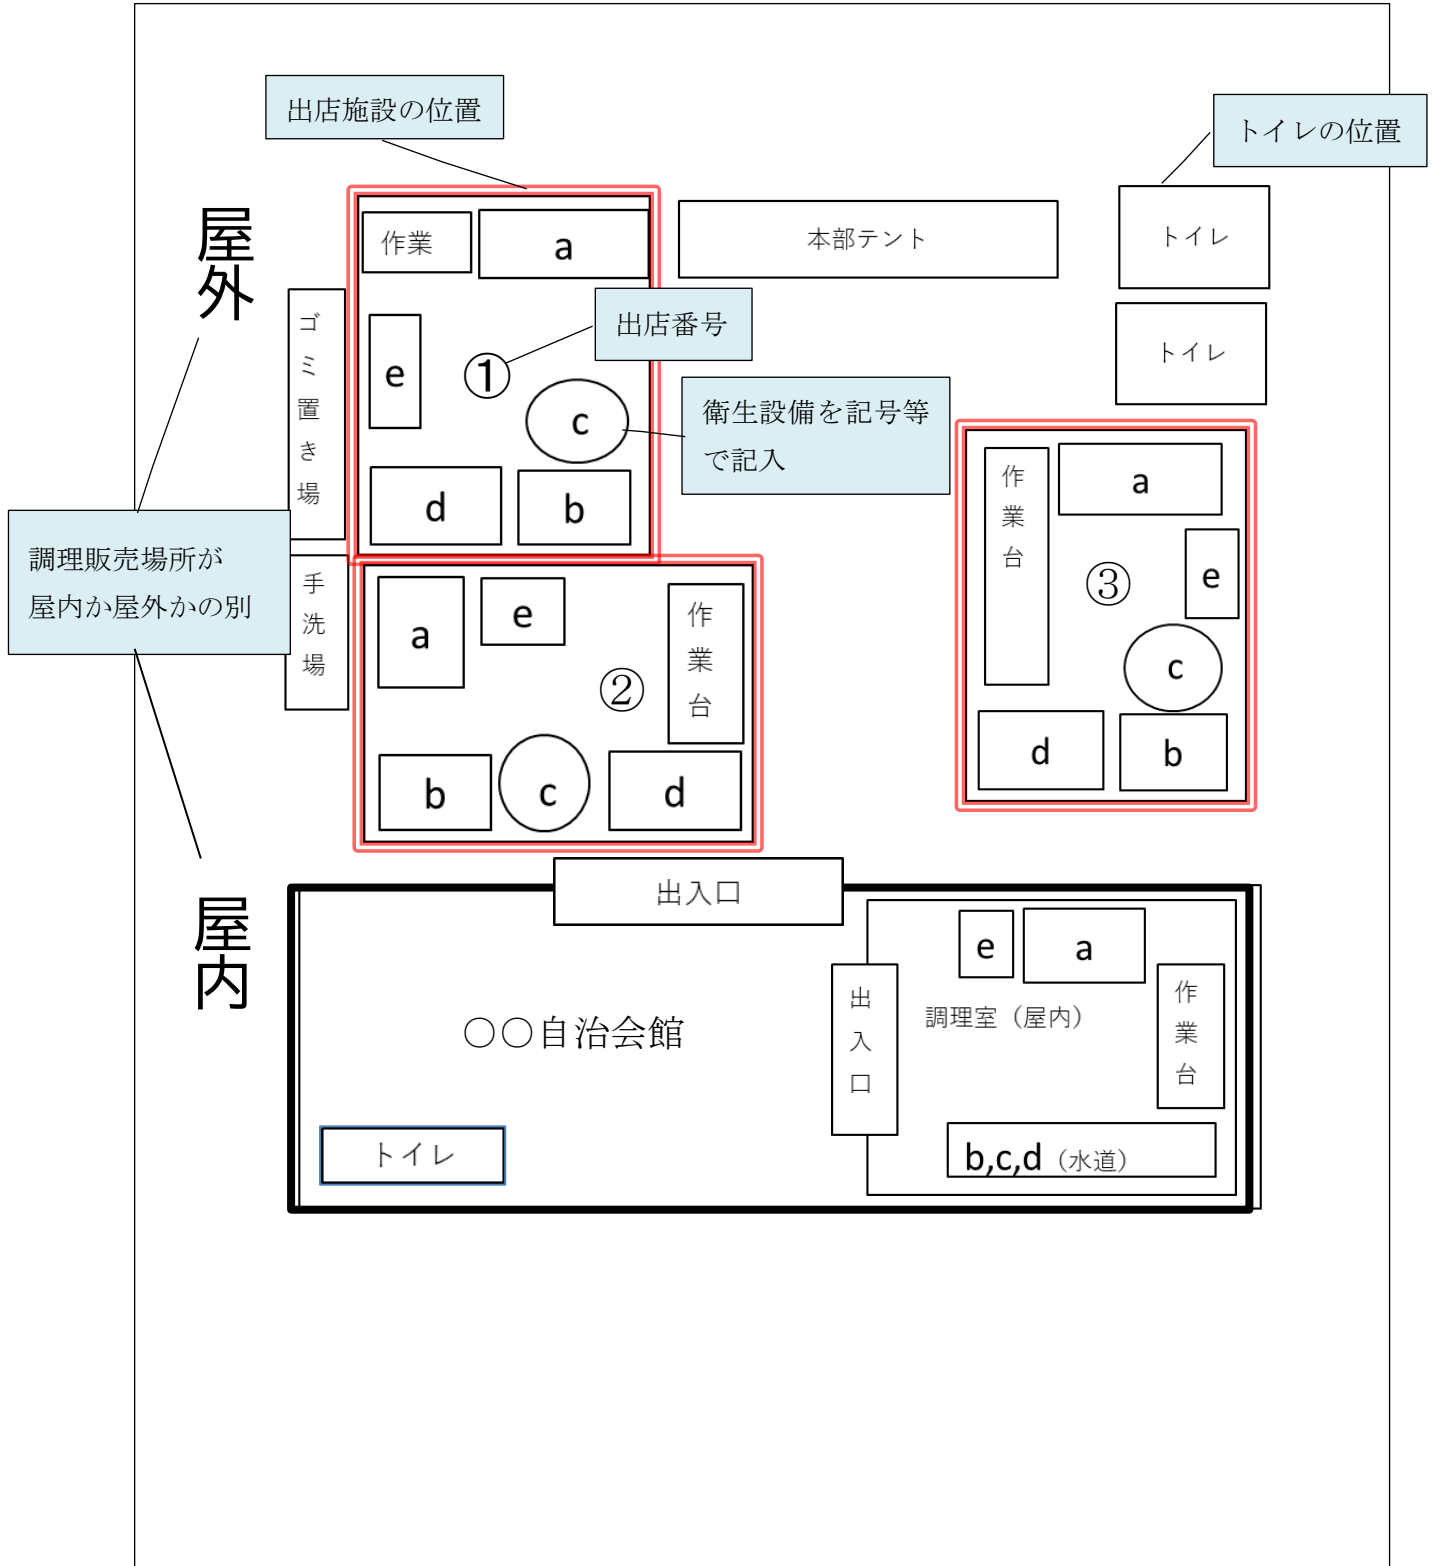 出店施設の位置
トイレの位置
屋外
作業
a
本部テント
トイレ
ゴミ置き場
出店番号
トイレ
e
①
c
衛生設備を記号等
で記入
d
b
作業台
a
e
③
c
d
b
調理販売場所が
屋内か屋外かの別
手洗場
a
e
作業台
②
b
c
d
屋内
出入口
e
a
作業台
出入口
調理室（屋内）
○○自治会館
トイレ
b,c,d（水道）